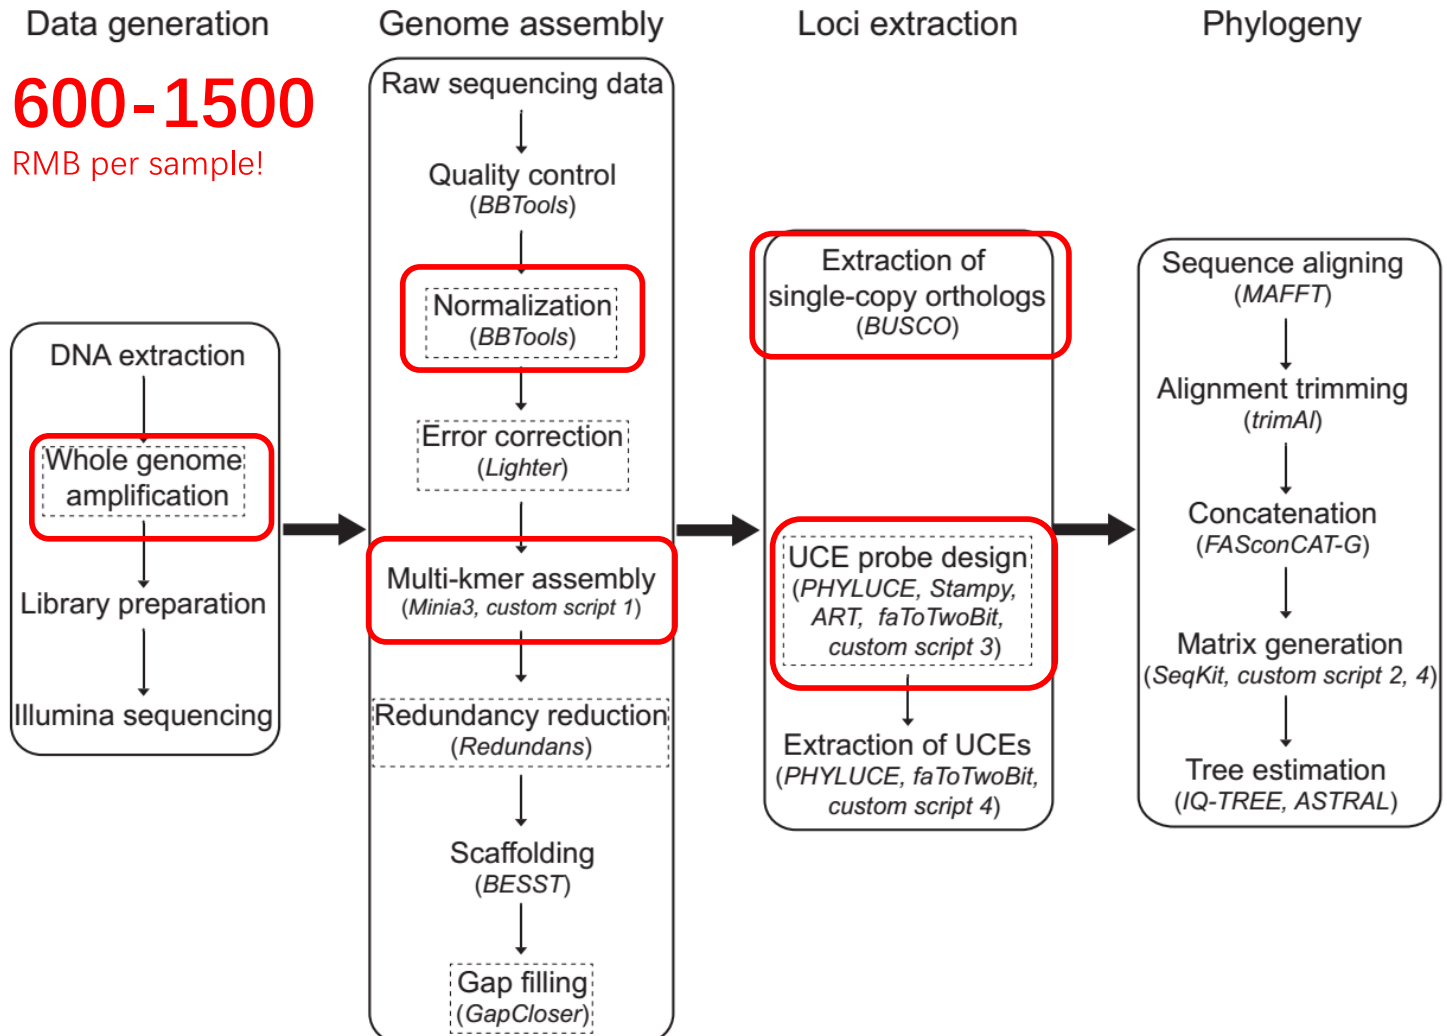 Data generation
Genome assembly
Loci extraction
Phylogeny
600-1500
RMB per sample!
DNA extraction
Whole genome
amplification
Library preparation
Illumina sequencing
Raw sequencing data
Quality control
(BBTools)
Normalization
(BBTools)
Error correction
(Lighter)
Multi-kmer assembly
(Minia3, custom script 1)
Redundancy reduction
(Redundans)
Scaffolding
(BESST)
Gap filling
(GapCloser)
Extraction of
single-copy orthologs
(BUSCO)
UCE probe design
(PHYLUCE, Stampy,
ART, faToTwoBit,
custom script 3)
Extraction of UCEs
(PHYLUCE, faToTwoBit,
custom script 4)
Sequence aligning
(MAFFT)
Alignment trimming
(trimAl)
Concatenation
(FASconCAT-G)
Matrix generation
(SeqKit, custom script 2, 4)
Tree estimation
(IQ-TREE, ASTRAL)